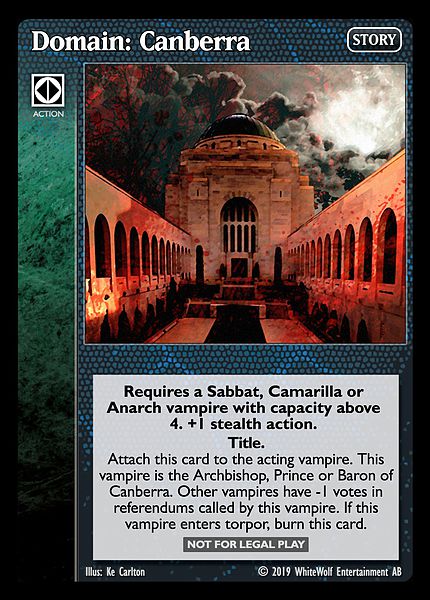 Domain: Canberra
STORY
ACTION
Requires a Sabbat, Camarilla or
Anarch vampire with capacity above
4. +1 stealth action.
Title.
Attach this card to the acting vampire. This
vampire is the Archbishop, Prince or Baron of
Canberra. Other vampires have -1 votes in
referendums called by this vampire. If this
vampire enters torpor, burn this card.
NOT FOR LEGAL PLAY
Illus: Ke Carlton
© 2019 WhiteWolf Entertainment AB